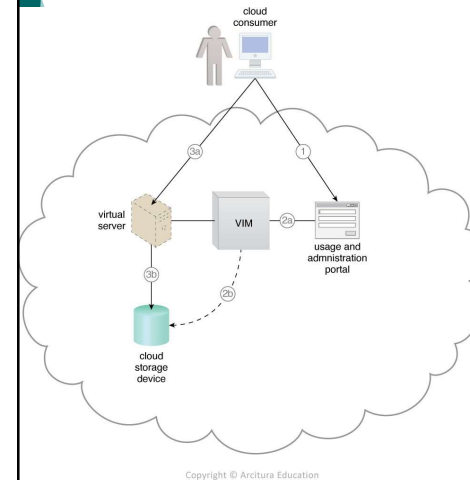 cloud
consumer
3a
1
virtual
server
VIM
2a
usage and
admnistration
portal
3b
2b
cloud
storage
device
Copyright © Arcitura Education